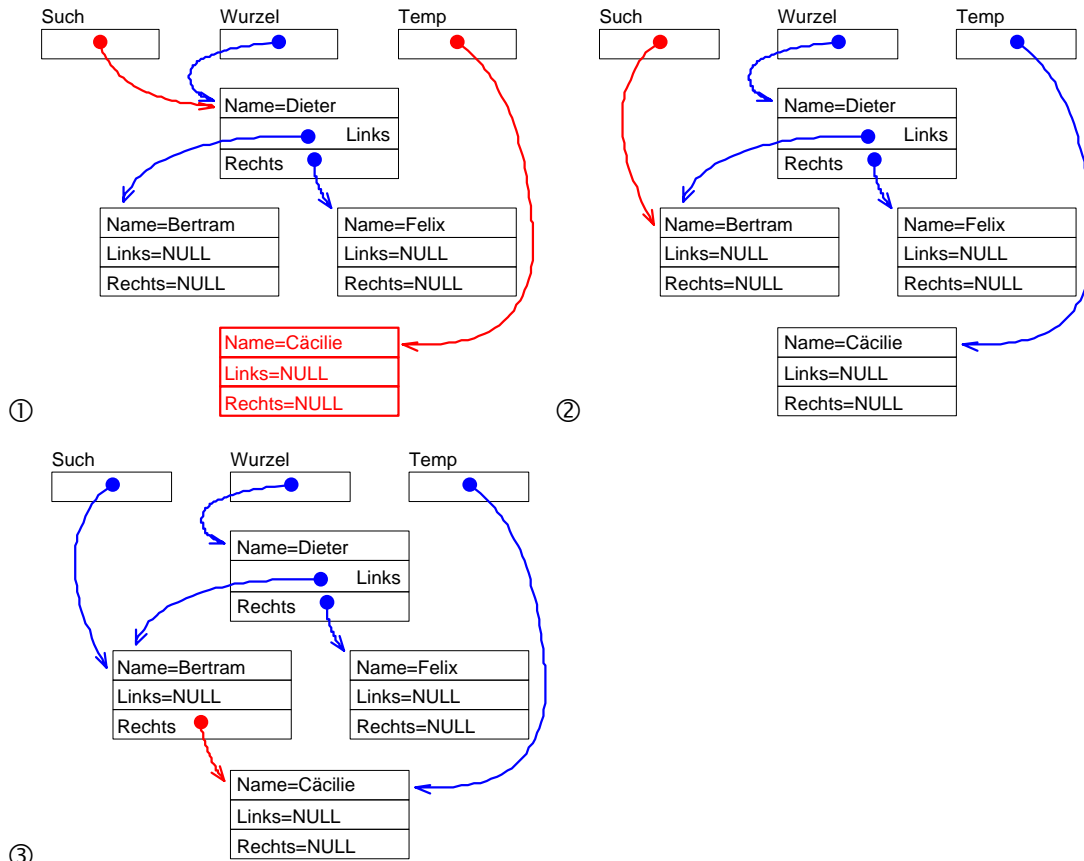 Such Wurzel Temp
Name=Dieter
Links
Rechts
Name=Bertram Name=Felix
Links=NULL Links=NULL
Rechts=NULL Rechts=NULL
Name=Cäcilie
Links=NULL
Rechts=NULL
①
Such Wurzel Temp
Name=Dieter
Links
Rechts
Name=Bertram Name=Felix
Links=NULL Links=NULL
Rechts=NULL Rechts=NULL
Name=Cäcilie
Links=NULL
Rechts=NULL
②
Such Wurzel Temp
Name=Dieter
Links
Rechts
Name=Bertram Name=Felix
Links=NULL Links=NULL
Rechts Rechts=NULL
Name=Cäcilie
Links=NULL
Rechts=NULL
③